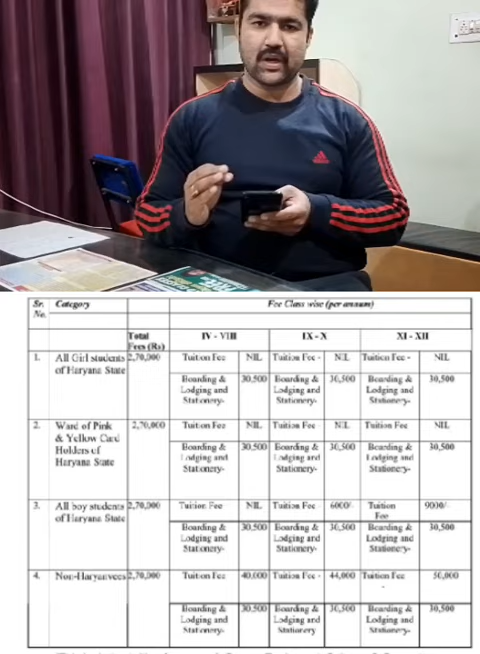 adidas
Sr. No. Category Fee Class wise (per annum)
Total Fees (Rs) IV - VIII IX - X XI - XII
1. All Girl students of Haryana State 2,70,000 Tuition Fee NIL Tuition Fee - NIL Tuition Fee - NIL
Boarding & Lodging and Stationery- 30,500 Boarding & Lodging and Stationery- 30,500 Boarding & Lodging and Stationery- 30,500
2. Ward of Pink & Yellow Card Holders of Haryana State 2,70,000 Tuition Fee NIL Tuition Fee NIL Tuition Fee NIL
Boarding & Lodging and Stationery- 30,500 Boarding & Lodging and Stationery- 30,500 Boarding & Lodging and Stationery- 30,500
3. All boy students of Haryana State 2,70,000 Tuition Fee NIL Tuition Fee 6000/- Tuition Fee 9000/-
Boarding & Lodging and Stationery- 30,500 Boarding & Lodging and Stationery- 30,500 Boarding & Lodging and Stationery- 30,500
4. Non-Haryanvees 2,70,000 Tuition Fee 40,000 Tuition Fee - 44,000 Tuition Fee - 50,000
Boarding & Lodging and Stationery- 30,500 Boarding & Lodging and Stationery 30,500 Boarding & Lodging and Stationery- 30,500